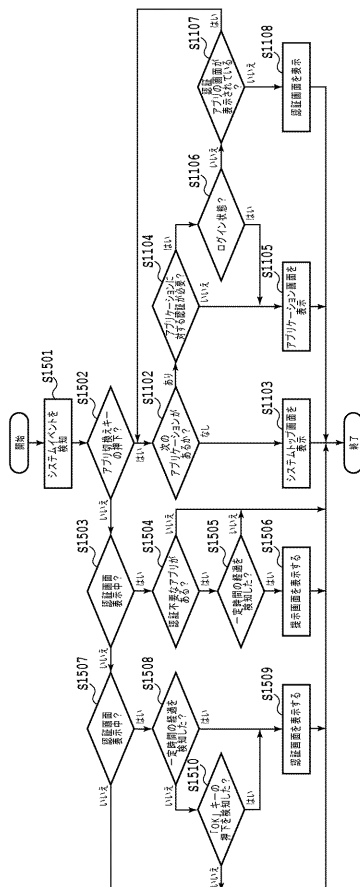 開始
S1501
システムイベントを
検知
S1502
アプリ切換えキー
の押下?
はい
いいえ
S1102
次の
アプリケーションが
あるか?
あり
なし
S1103
システムトップ画面を
表示
S1104
アプリケーションに
対する認証が必要?
はい
いいえ
S1105
アプリケーション画面を
表示
S1106
ログイン状態?
はい
いいえ
S1107
認証
アプリの画面が
表示されている
?
はい
いいえ
S1108
認証画面を表示
S1503
認証画面
表示中?
はい
いいえ
S1504
認証不要なアプリが
ある?
はい
いいえ
S1505
一定時間の経過を
検知した?
はい
いいえ
S1506
提示画面を表示する
S1507
表示中?
はい
いいえ
S1508
一定時間の経過を
検知した?
はい
いいえ
S1510
「OK」キーの
押下を検知した?
はい
いいえ
S1509
認証画面を表示する
終了